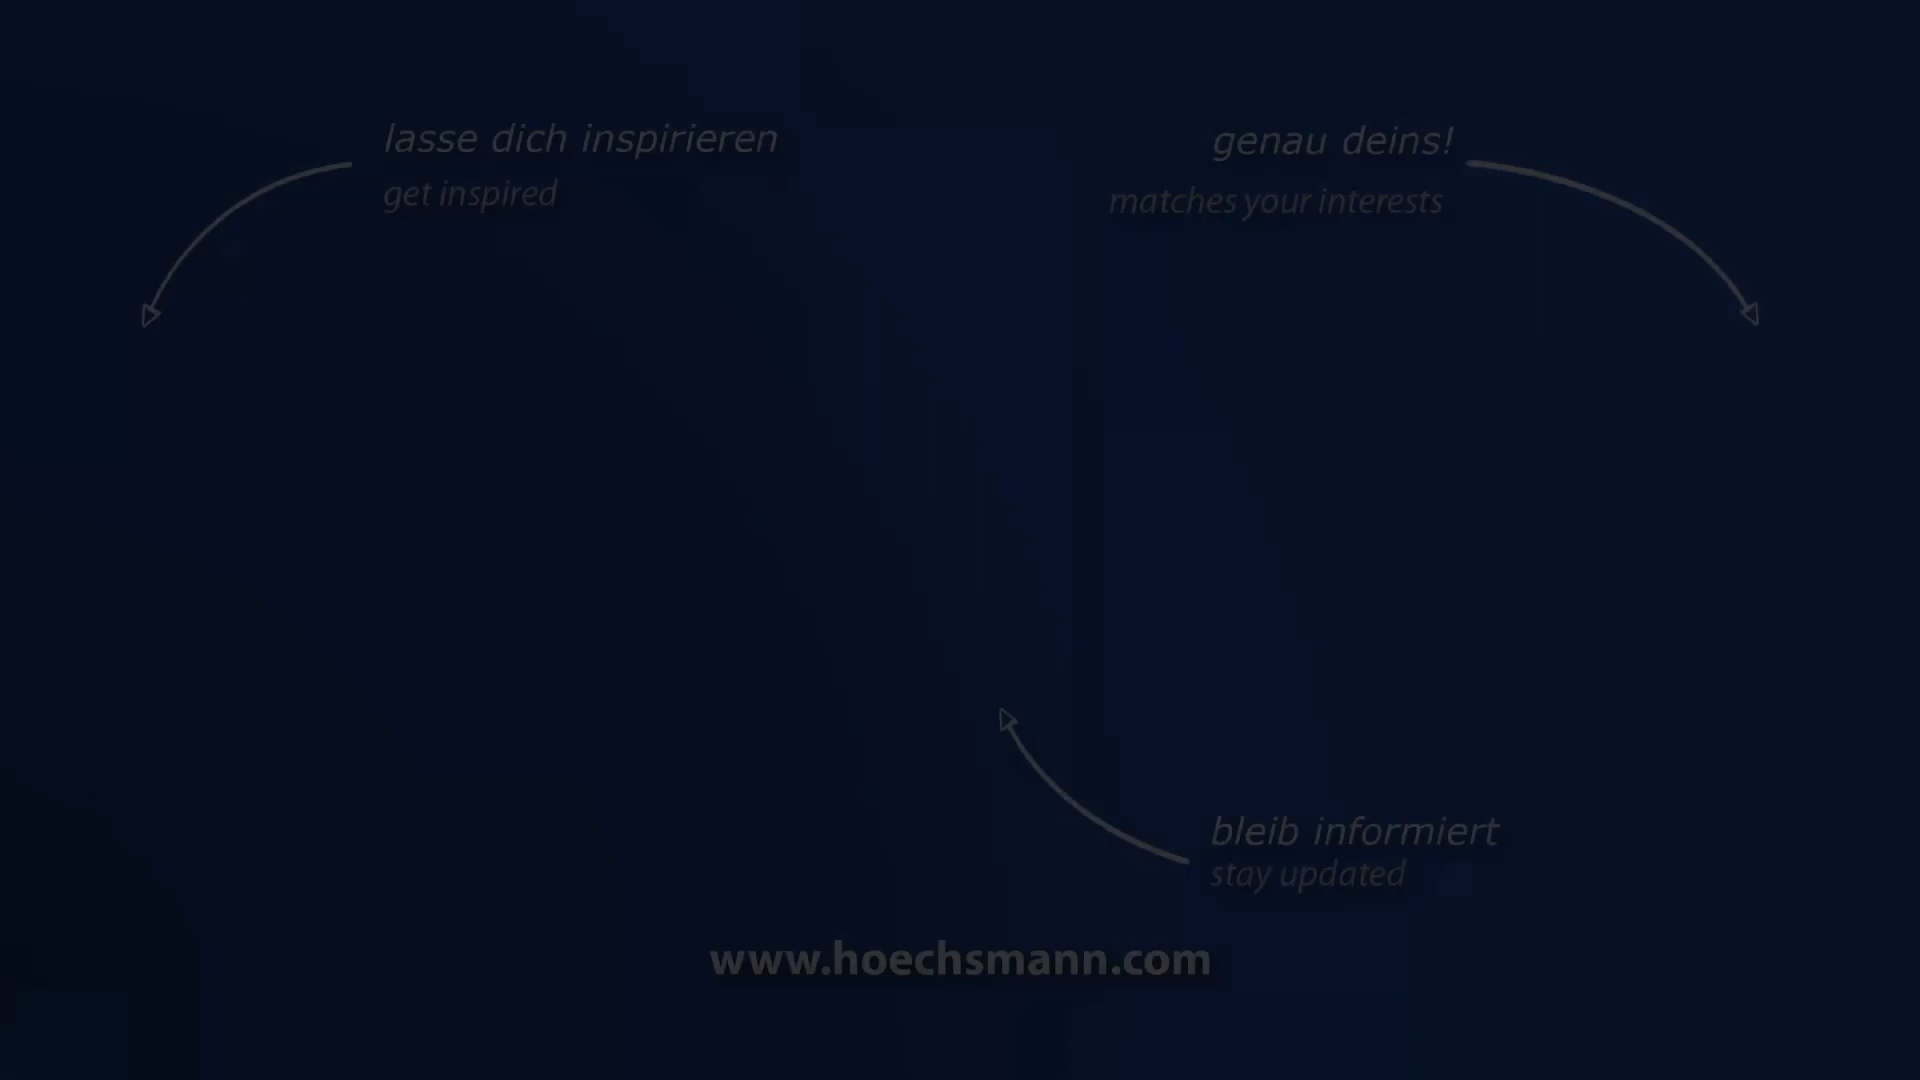 lasse dich inspirieren
get inspired
genau deins!
matches your interests
bleib informiert
stay updated
www.hoechsmann.com